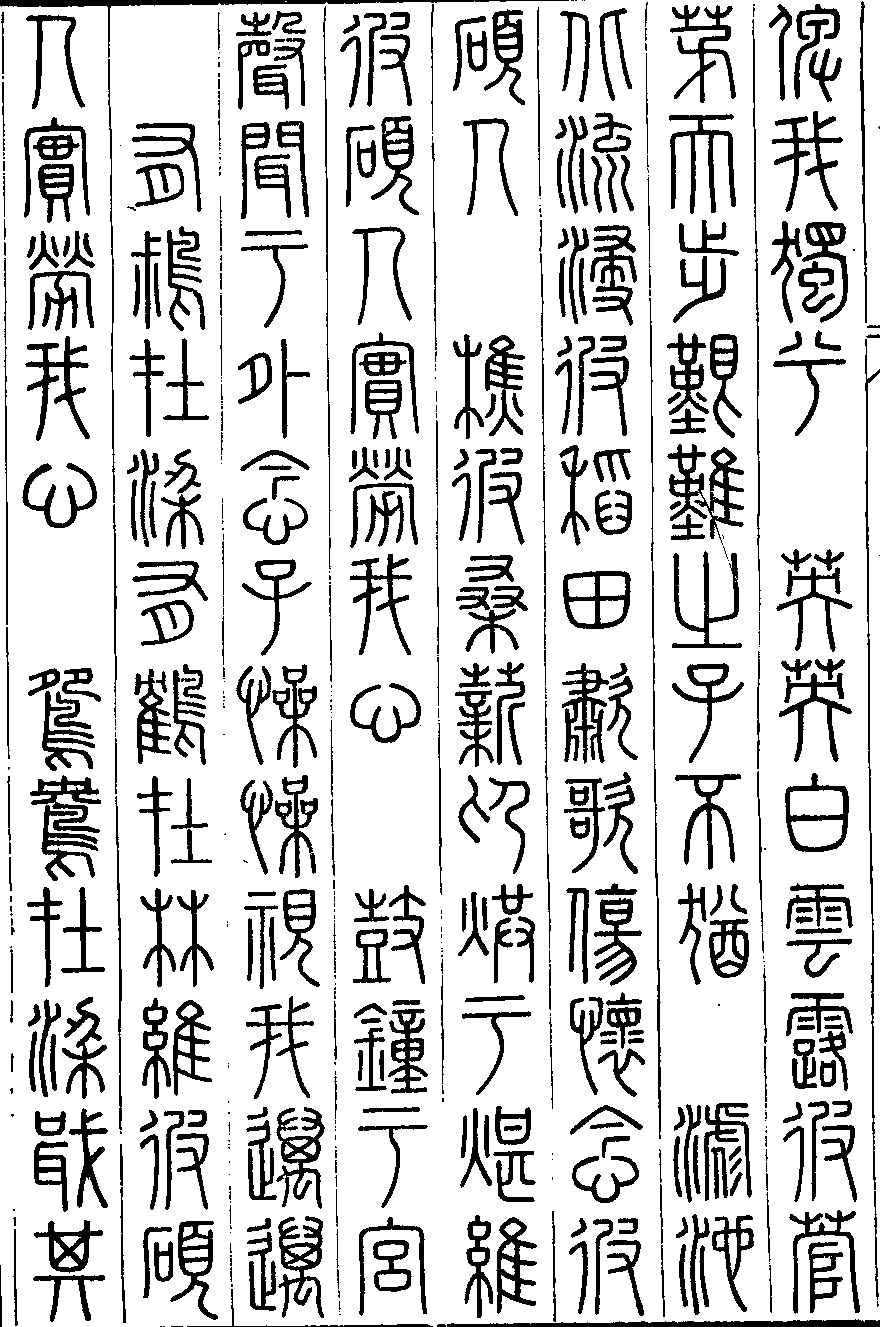 俾我獨兮　英英白雲露彼菅
茅天步艱難之子不猶　滮池
北流浸彼稻田歗歌傷懷念彼
碩人　樵彼桑薪卬烘于煁維
彼碩人實勞我心　鼓鐘于宮
聲聞于外念子懆懆視我邁邁
有鶖在梁有鶴在林維彼碩
人實勞我心　鴛鴦在梁戢其